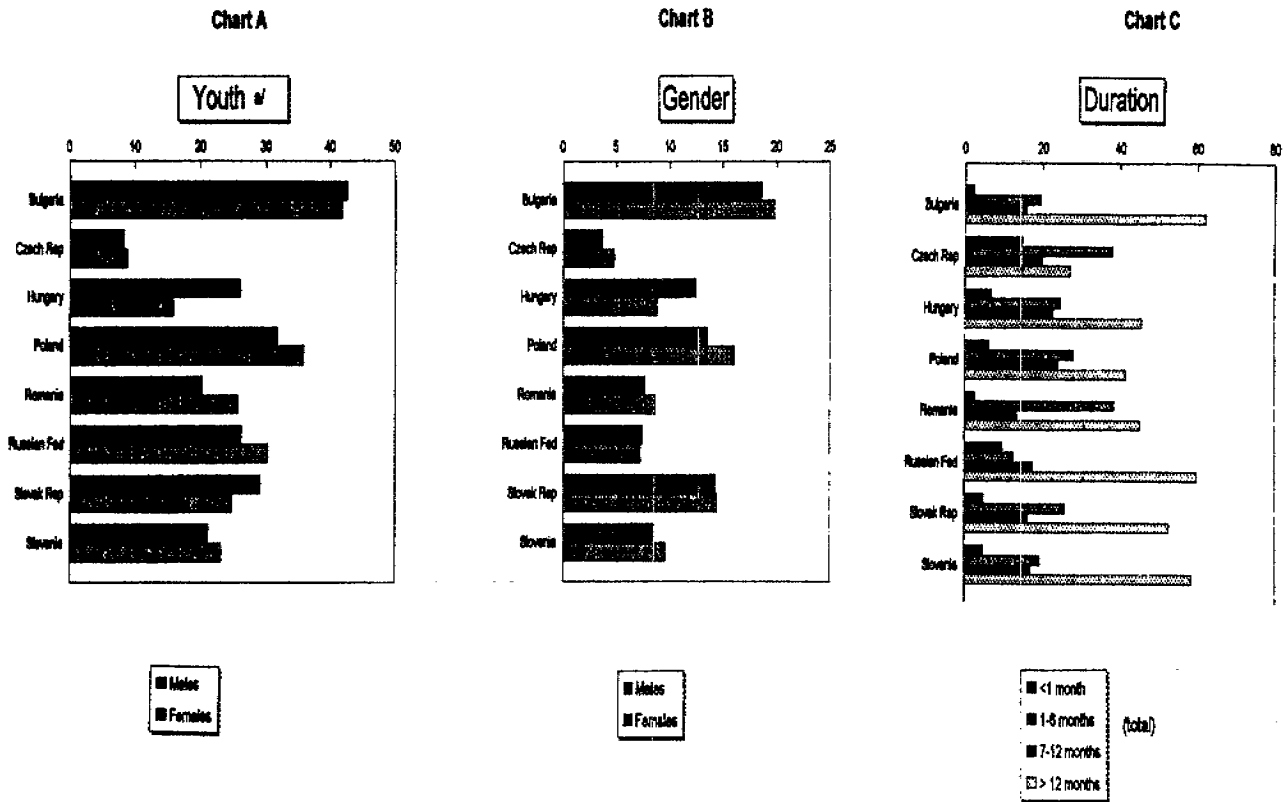 Chart A
Youth a/
0 10 20 30 40 50
Bulgaria
Czech Rep
Hungary
Poland
Romania
Russian Fed
Slovak Rep
Slovenia
Males
Females
Chart B
Gender
0 5 10 15 20 25
Bulgaria
Czech Rep
Hungary
Poland
Romania
Russian Fed
Slovak Rep
Slovenia
Males
Females
Chart C
Duration
0 20 40 60 80
Bulgaria
Czech Rep
Hungary
Poland
Romania
Russian Fed
Slovak Rep
Slovenia
<1 month
1-6 months
7-12 months
> 12 months
(total)